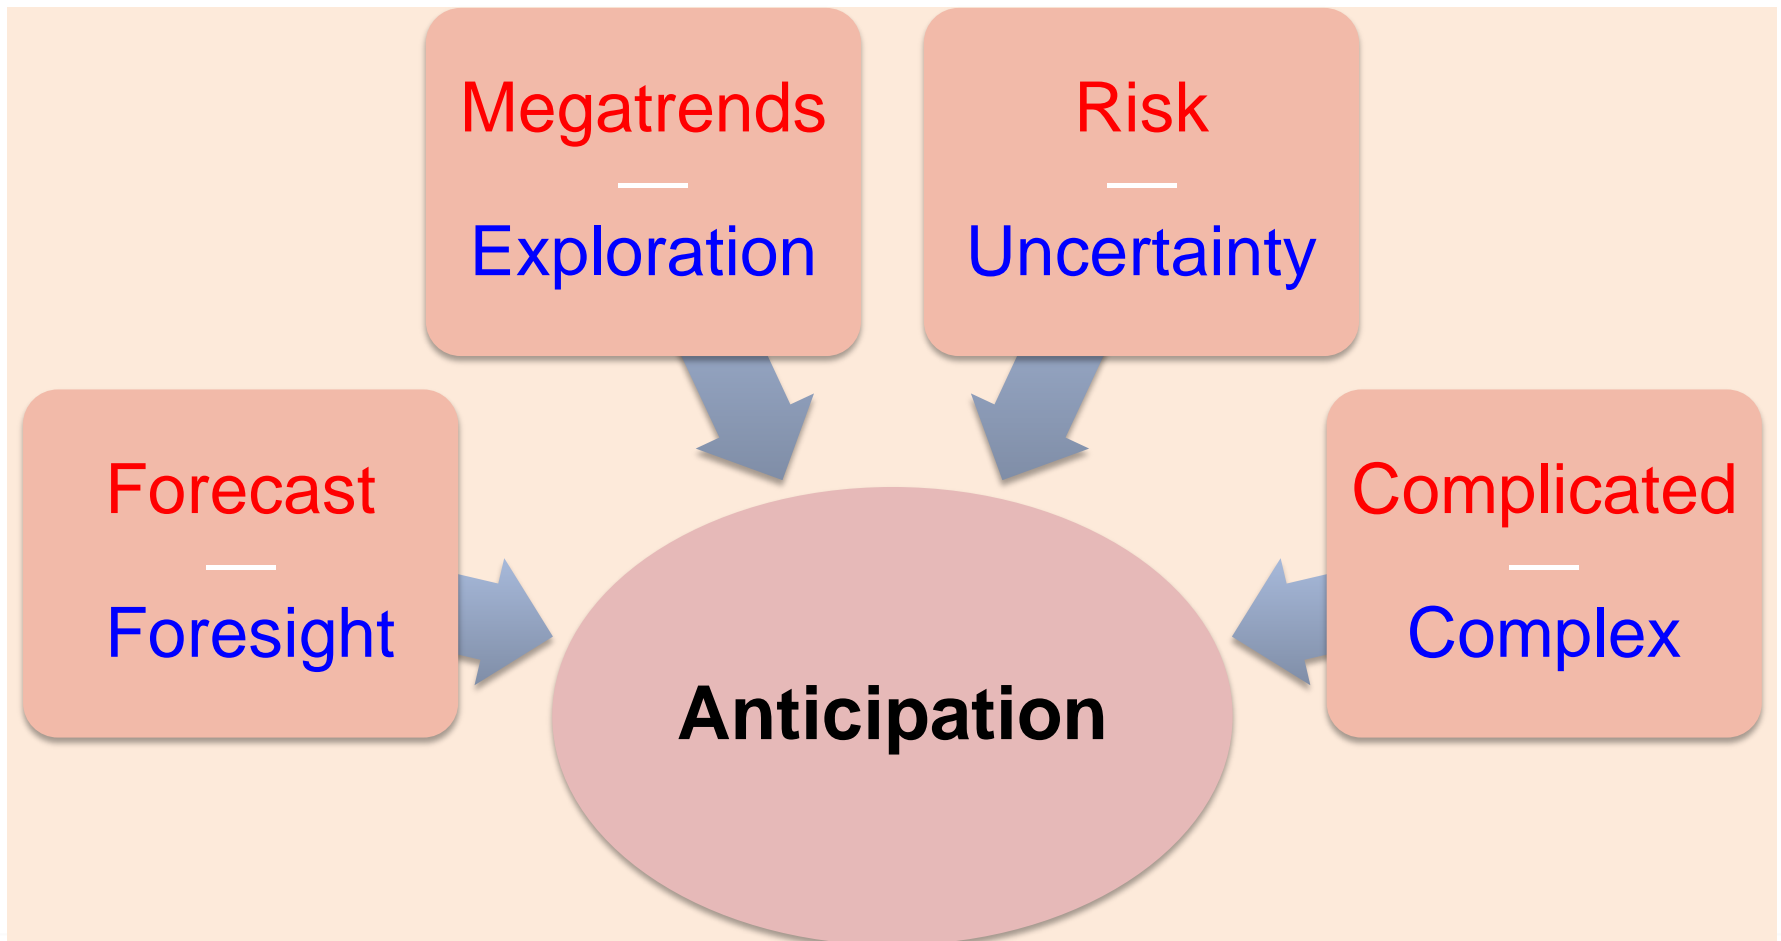 Megatrends
Exploration
Risk
Uncertainty
Forecast
Foresight
Complicated
Complex
Anticipation